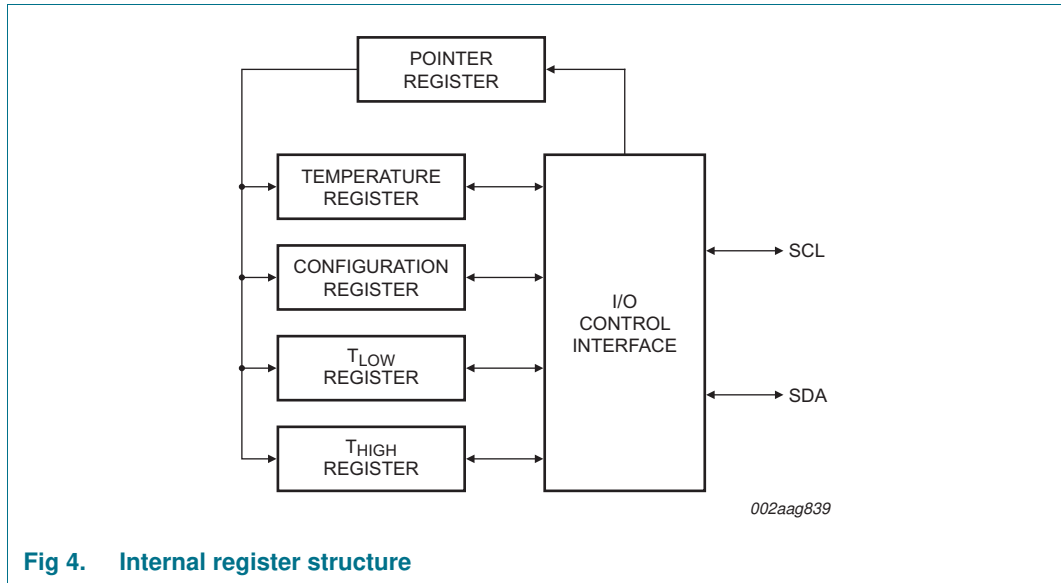 POINTER
REGISTER
TEMPERATURE
REGISTER
CONFIGURATION
REGISTER
TLOW
REGISTER
THIGH
REGISTER
I/O
CONTROL
INTERFACE
SCL
SDA
002aag839
Fig 4. Internal register structure